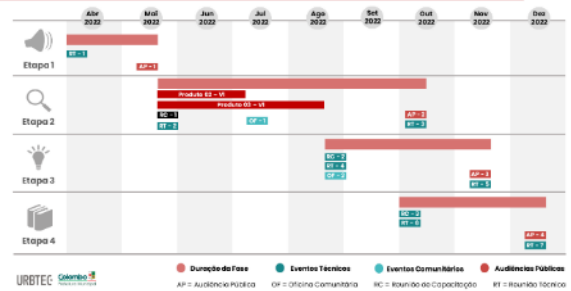 Abr 2022
Mai 2022
Jun 2022
Jul 2022
Ago 2022
Set 2022
Out 2022
Nov 2022
Dez 2022
Etapa 1
RT - 1
AP - 1
Etapa 2
Produto 02 - V1
Produto 03 - V1
RC - 1
RT - 2
OF - 1
AP - 2
RT - 3
Etapa 3
RC - 2
RT - 4
OF - 2
AP - 3
RT - 5
Etapa 4
RC - 3
RT - 6
AP - 4
RT - 7
URBTEC
Colombo
Duração da Fase
Eventos Técnicos
Eventos Comunitários
Audiências Públicas
AP = Audiência Pública
OF = Oficina Comunitária
RC = Reunião de Capacitação
RT = Reunião Técnica